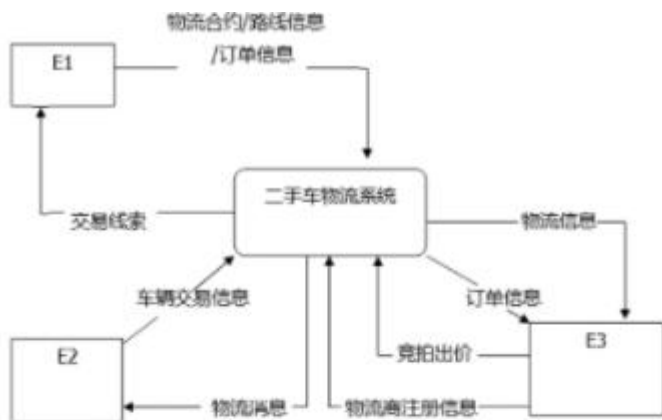 物流合约/路线信息
/订单信息
E1
二手车物流系统
交易线索
物流信息
车辆交易信息
订单信息
E2
E3
竞拍出价
物流消息
物流商注册信息